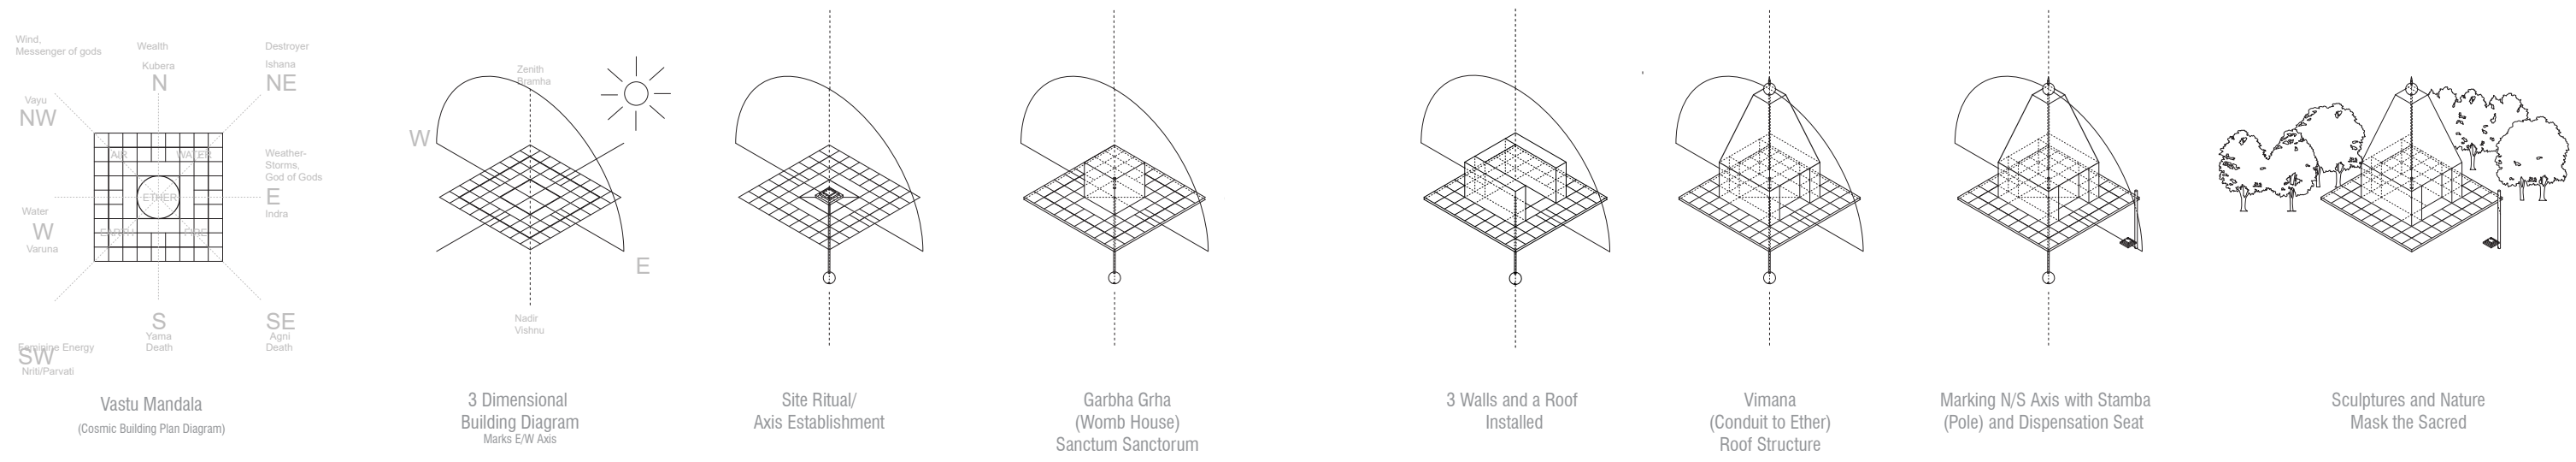 Wind,
Messenger of gods
Wealth
Kubera
N
Destroyer
Ishana
NE
Vayu
NW
AIR
WATER
ETHER
EARTH
FIRE
Weather-
Storms,
God of Gods
E
Indra
Water
W
Varuna
S
Yama
Death
SE
Agni
Death
Feminine Energy
SW
Nriti/Parvati
Vastu Mandala
(Cosmic Building Plan Diagram)
Zenith
Bramha
W
E
Nadir
Vishnu
3 Dimensional
Building Diagram
Marks E/W Axis
Site Ritual/
Axis Establishment
Garbha Grha
(Womb House)
Sanctum Sanctorum
3 Walls and a Roof
Installed
Vimana
(Conduit to Ether)
Roof Structure
Marking N/S Axis with Stamba
(Pole) and Dispensation Seat
Sculptures and Nature
Mask the Sacred